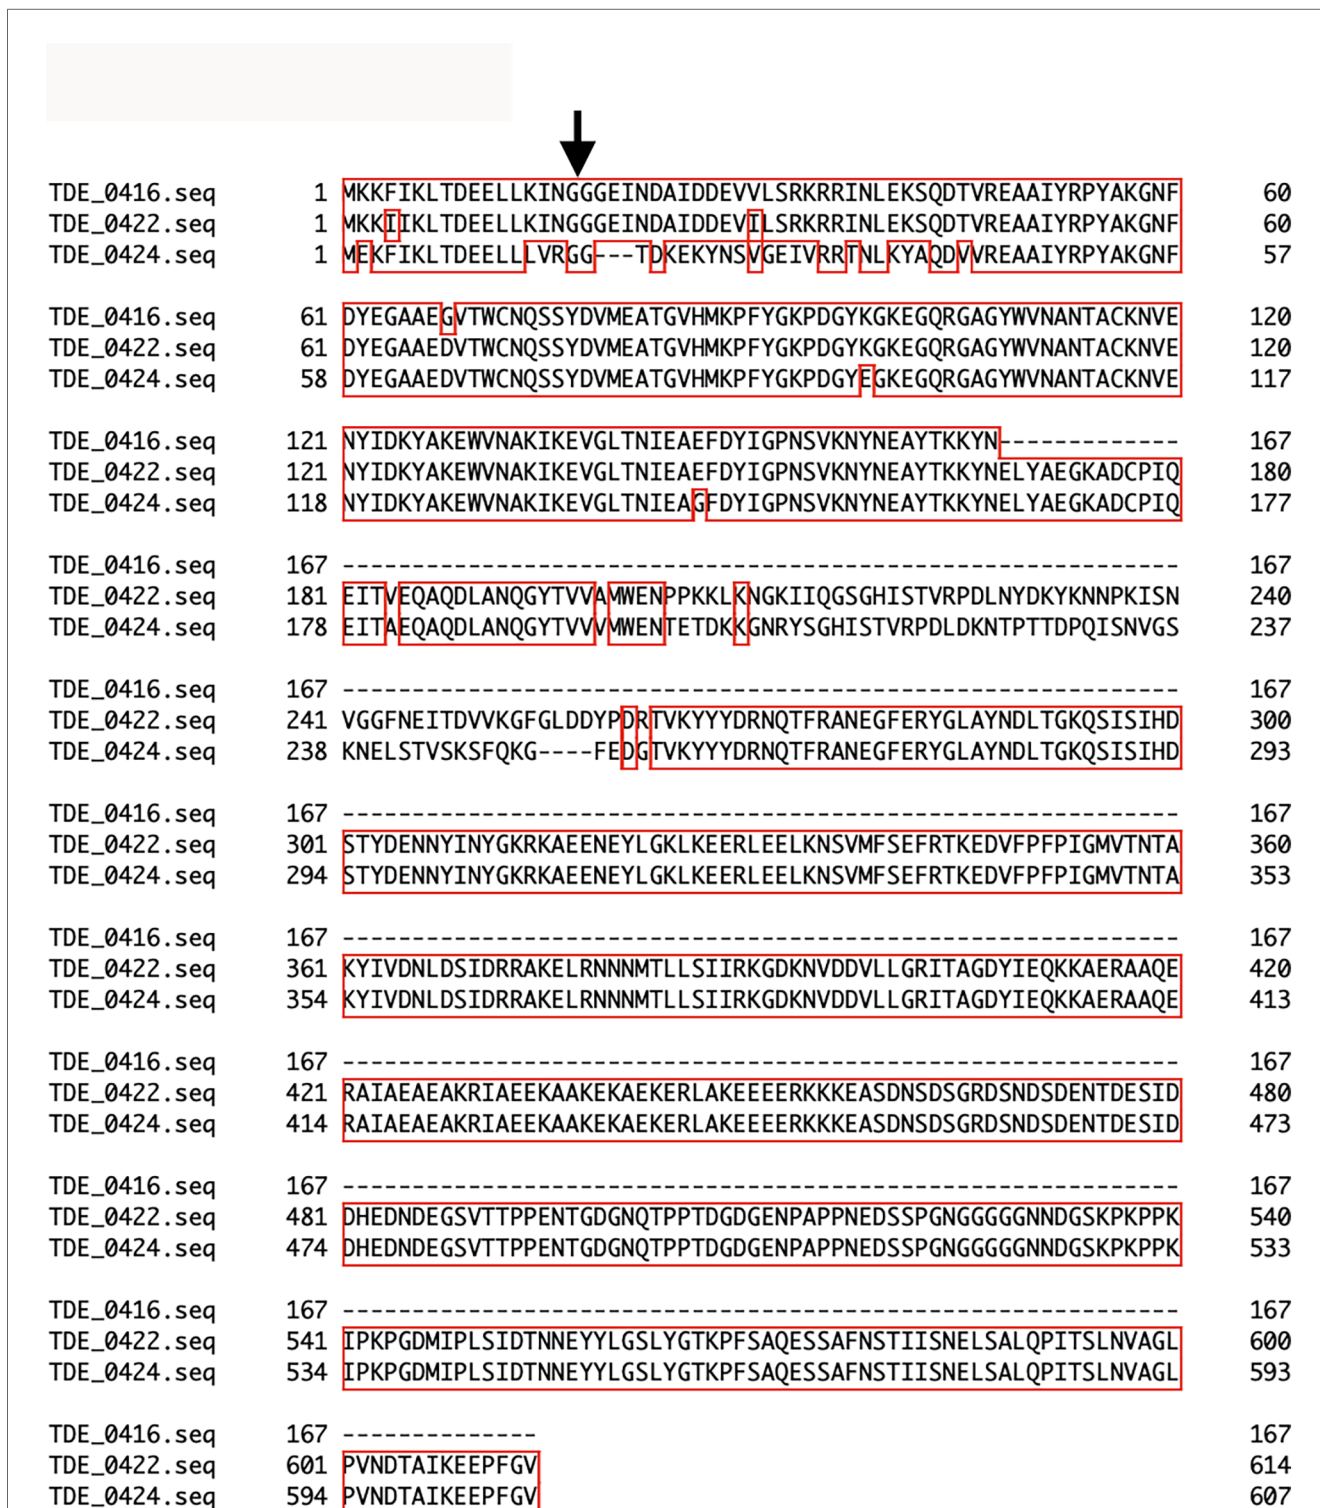 TDE_0416.seq 1 MKKFIKLTDEELLKINGGGEINDAIDDEVVLSRKRRINLEKSQDTVREAAIYRPYAKGNF 60
TDE_0422.seq 1 MKKIIKLTDEELLKINGGGEINDAIDDEVILSRKRRINLEKSQDTVREAAIYRPYAKGNF 60
TDE_0424.seq 1 MEKFIKLTDEELLLVRGG---TDKEKYNSVGEIVRRTNLKYAQDVVREAAIYRPYAKGNF 57
TDE_0416.seq 61 DYEGAAEGVTWCNQSSYDVMEATGVHMKPFYGKPDGYKGKEGQRGAGYWVNANTACKNVE 120
TDE_0422.seq 61 DYEGAAEDVTWCNQSSYDVMEATGVHMKPFYGKPDGYKGKEGQRGAGYWVNANTACKNVE 120
TDE_0424.seq 58 DYEGAAEDVTWCNQSSYDVMEATGVHMKPFYGKPDGYEGKEGQRGAGYWVNANTACKNVE 117
TDE_0416.seq 121 NYIDKYAKEWVNAKIKEVGLTNIEAEFDYIGPNSVKNYNEAYTKKYN------------- 167
TDE_0422.seq 121 NYIDKYAKEWVNAKIKEVGLTNIEAEFDYIGPNSVKNYNEAYTKKYNELYAEGKADCPIQ 180
TDE_0424.seq 118 NYIDKYAKEWVNAKIKEVGLTNIEAGFDYIGPNSVKNYNEAYTKKYNELYAEGKADCPIQ 177
TDE_0416.seq 167 ------------------------------------------------------------ 167
TDE_0422.seq 181 EITVEQAQDLANQGYTVVAMWENPPKKLKNGKIIQGSGHISTVRPDLNYDKYKNNPKISN 240
TDE_0424.seq 178 EITAEQAQDLANQGYTVVVMWENTETDKKGNRYSGHISTVRPDLDKNTPTTDPQISNVGS 237
TDE_0416.seq 167 ------------------------------------------------------------ 167
TDE_0422.seq 241 VGGFNEITDVVKGFGLDDYPDRTVKYYYDRNQTFRANEGFERYGLAYNDLTGKQSISIHD 300
TDE_0424.seq 238 KNELSTVSKSFQKG----FEDGTVKYYYDRNQTFRANEGFERYGLAYNDLTGKQSISIHD 293
TDE_0416.seq 167 ------------------------------------------------------------ 167
TDE_0422.seq 301 STYDENNYINYGKRKAEENEYLGKLKEERLEELKNSVMFSEFRTKEDVFPFPIGMVTNTA 360
TDE_0424.seq 294 STYDENNYINYGKRKAEENEYLGKLKEERLEELKNSVMFSEFRTKEDVFPFPIGMVTNTA 353
TDE_0416.seq 167 ------------------------------------------------------------ 167
TDE_0422.seq 361 KYIVDNLDSIDRRAKELRNNNMTLLSIIRKGDKNVDDVLLGRITAGDYIEQKKAERAAQE 420
TDE_0424.seq 354 KYIVDNLDSIDRRAKELRNNNMTLLSIIRKGDKNVDDVLLGRITAGDYIEQKKAERAAQE 413
TDE_0416.seq 167 ------------------------------------------------------------ 167
TDE_0422.seq 421 RAIAEAEAKRIAEEKAAKEKAEKERLAKEEEERKKKEASDNSDSGRDSNDSDENTDESID 480
TDE_0424.seq 414 RAIAEAEAKRIAEEKAAKEKAEKERLAKEEEERKKKEASDNSDSGRDSNDSDENTDESID 473
TDE_0416.seq 167 ------------------------------------------------------------ 167
TDE_0422.seq 481 DHEDNDEGSVTTPPENTGDGNQTPPTDGDGENPAPPNEDSSPGNGGGGGNNDGSKPKPPK 540
TDE_0424.seq 474 DHEDNDEGSVTTPPENTGDGNQTPPTDGDGENPAPPNEDSSPGNGGGGGNNDGSKPKPPK 533
TDE_0416.seq 167 ------------------------------------------------------------ 167
TDE_0422.seq 541 IPKPGDMIPLSIDTNNEYYLGSLYGTKPFSAQESSAFNSTIISNELSALQPITSLNVAGL 600
TDE_0424.seq 534 IPKPGDMIPLSIDTNNEYYLGSLYGTKPFSAQESSAFNSTIISNELSALQPITSLNVAGL 593
TDE_0416.seq 167 -------------- 167
TDE_0422.seq 601 PVNDTAIKEEPFGV 614
TDE_0424.seq 594 PVNDTAIKEEPFGV 607